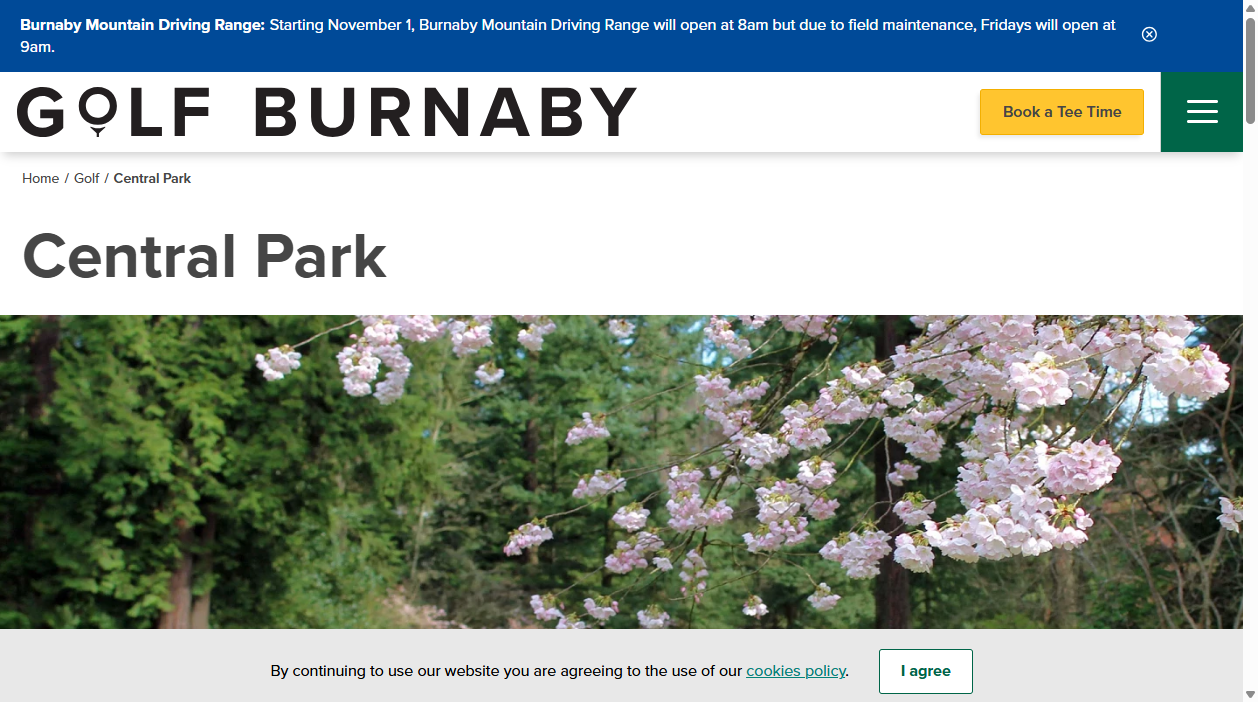 Burnaby Mountain Driving Range: Starting November 1, Burnaby Mountain Driving Range will open at 8am but due to field maintenance, Fridays will open at
9am.
GOLF BURNABY
Book a Tee Time
Home / Golf / Central Park
Central Park
By continuing to use our website you are agreeing to the use of our cookies policy.
I agree